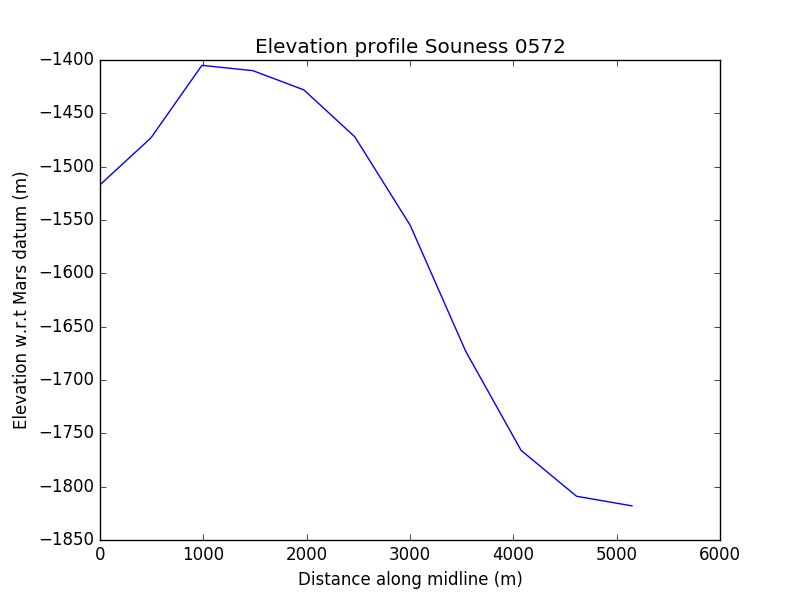 Elevation profile Souness 0572
−1400
−1450
−1500
−1550
−1600
−1650
−1700
−1750
−1800
−1850
Elevation w.r.t Mars datum (m)
0 1000 2000 3000 4000 5000 6000
Distance along midline (m)